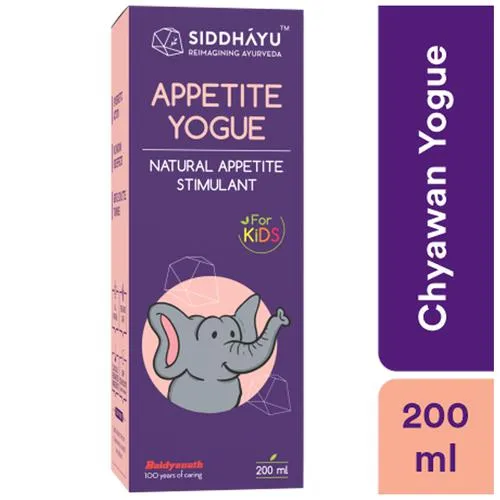 SIDDHĀYU™
REIMAGINING AYURVEDA
APPETITE
YOGUE
NATURAL APPETITE
STIMULANT
For
KiDS
Baidyanath
100 years of caring
200 ml
Chyawan Yogue
200
ml